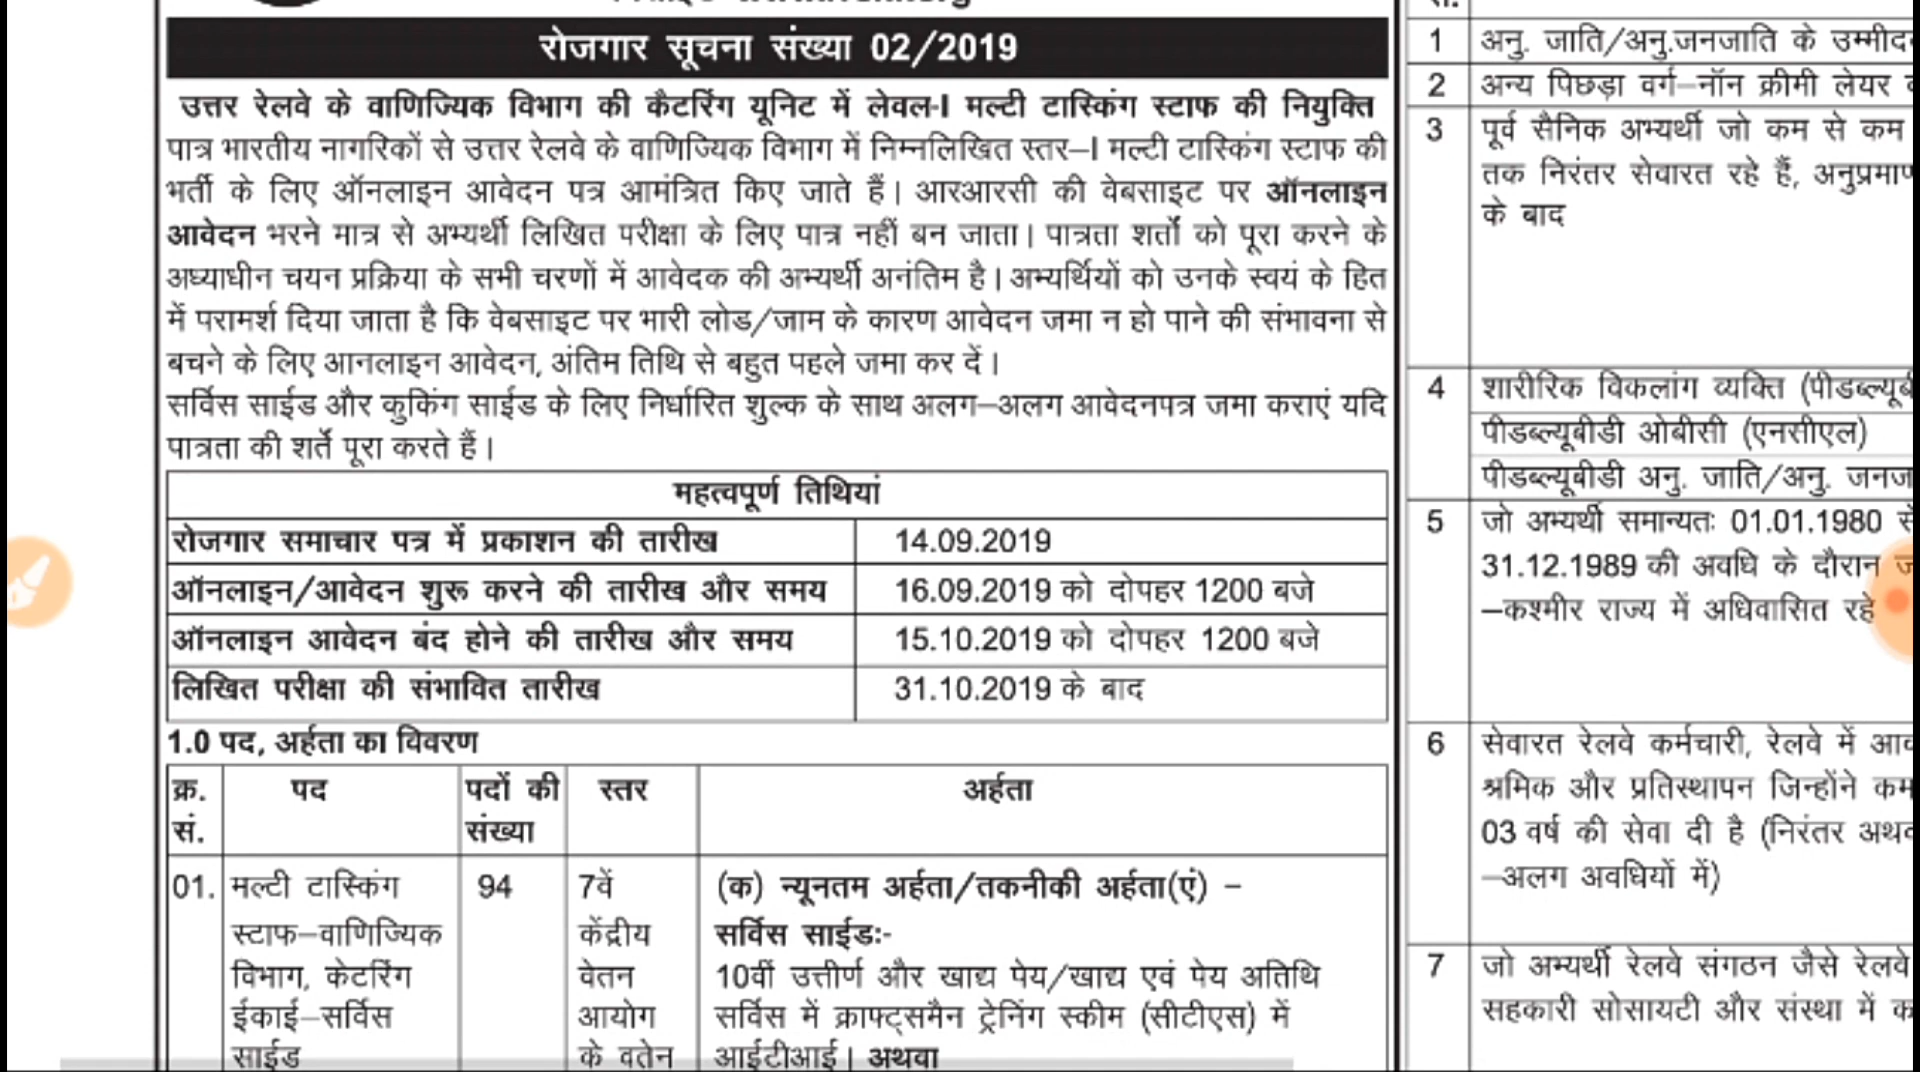 रोजगार सूचना संख्या 02/2019
उत्तर रेलवे के वाणिज्यिक विभाग की कैटरिंग यूनिट में लेवल-I मल्टी टास्किंग स्टाफ की नियुक्ति
पात्र भारतीय नागरिकों से उत्तर रेलवे के वाणिज्यिक विभाग में निम्नलिखित स्तर–I मल्टी टास्किंग स्टाफ की
भर्ती के लिए ऑनलाइन आवेदन पत्र आमंत्रित किए जाते हैं। आरआरसी की वेबसाइट पर ऑनलाइन
आवेदन भरने मात्र से अभ्यर्थी लिखित परीक्षा के लिए पात्र नहीं बन जाता। पात्रता शर्तों को पूरा करने के
अध्याधीन चयन प्रक्रिया के सभी चरणों में आवेदक की अभ्यर्थी अनंतिम है। अभ्यर्थियों को उनके स्वयं के हित
में परामर्श दिया जाता है कि वेबसाइट पर भारी लोड/जाम के कारण आवेदन जमा न हो पाने की संभावना से
बचने के लिए आनलाइन आवेदन, अंतिम तिथि से बहुत पहले जमा कर दें।
सर्विस साईड और कुकिंग साईड के लिए निर्धारित शुल्क के साथ अलग–अलग आवेदनपत्र जमा कराएं यदि
पात्रता की शर्ते पूरा करते हैं।
महत्वपूर्ण तिथियां
रोजगार समाचार पत्र में प्रकाशन की तारीख 14.09.2019
ऑनलाइन/आवेदन शुरू करने की तारीख और समय 16.09.2019 को दोपहर 1200 बजे
ऑनलाइन आवेदन बंद होने की तारीख और समय 15.10.2019 को दोपहर 1200 बजे
लिखित परीक्षा की संभावित तारीख 31.10.2019 के बाद
1.0 पद, अर्हता का विवरण
क्र. पद पदों की स्तर अर्हता
सं. संख्या
01. मल्टी टास्किंग 94 7वें (क) न्यूनतम अर्हता/तकनीकी अर्हता(एं) –
स्टाफ–वाणिज्यिक केंद्रीय सर्विस साईडः-
विभाग, केटरिंग वेतन 10वीं उत्तीर्ण और खाद्य पेय/खाद्य एवं पेय अतिथि
ईकाई–सर्विस आयोग सर्विस में क्राफ्ट्समैन ट्रेनिंग स्कीम (सीटीएस) में
साईड के वतेन आईटीआई। अथवा
1 अनु. जाति/अनु.जनजाति के
2 अन्य पिछड़ा वर्ग–नॉन क्रीमी लेयर
3 पूर्व सैनिक अभ्यर्थी जो कम से कम
तक निरंतर सेवारत रहे हैं,
के बाद
4 शारीरिक विकलांग व्यक्ति
पीडब्ल्यूबीडी ओबीसी (एनसीएल)
पीडब्ल्यूबीडी अनु. जाति/अनु.
5 जो अभ्यर्थी समान्यतः 01.01.1980 से
31.12.1989 की अवधि के दौरान
–कश्मीर राज्य में अधिवासित रहे
6 सेवारत रेलवे कर्मचारी, रेलवे में
श्रमिक और प्रतिस्थापन जिन्होंने कम
03 वर्ष की सेवा दी है (निरंतर
–अलग अवधियों में)
7 जो अभ्यर्थी रेलवे संगठन जैसे रेलवे
सहकारी सोसायटी और संस्था में